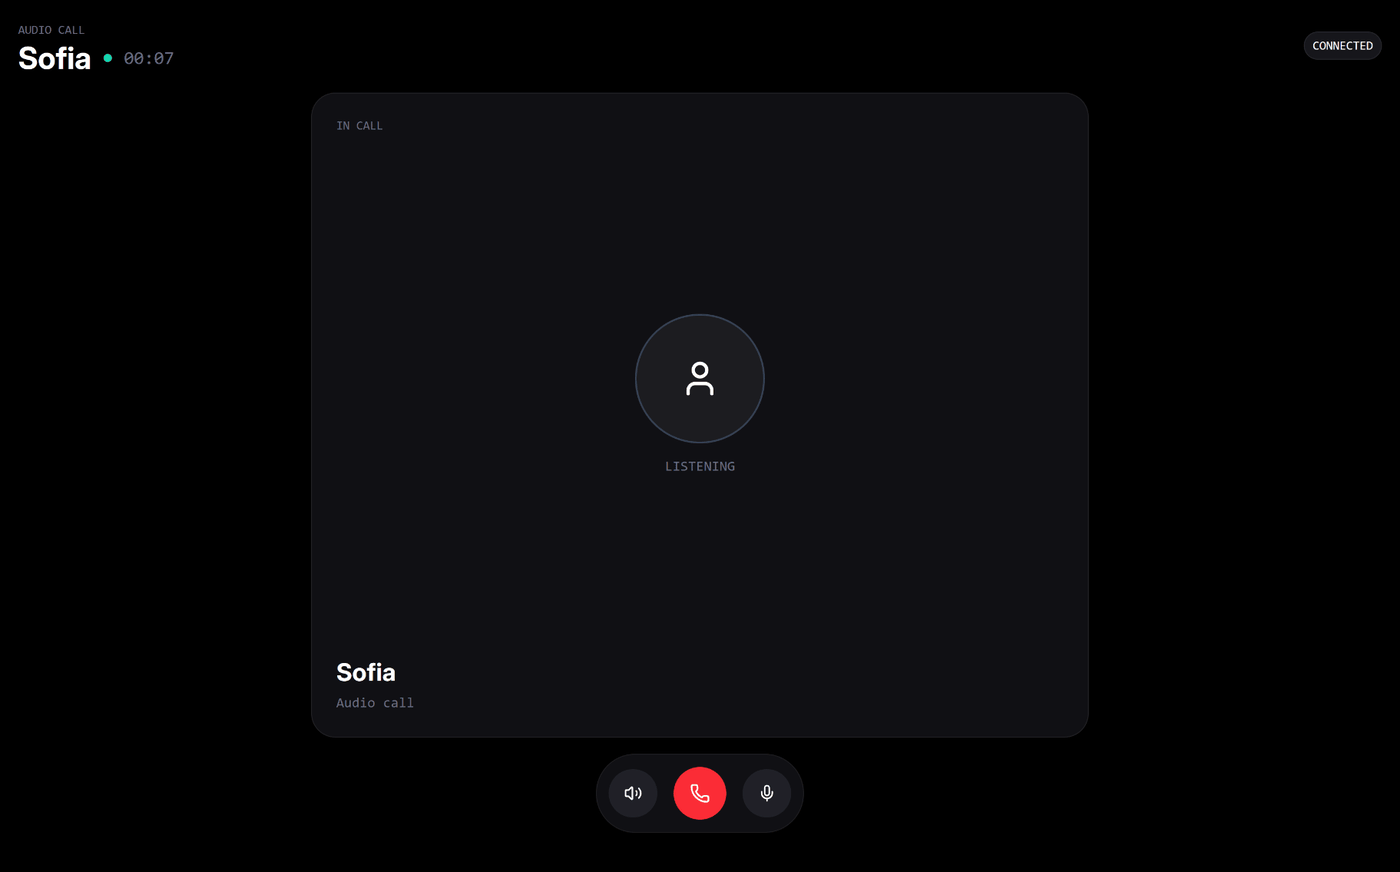 AUDIO CALL
Sofia 00:07
CONNECTED
IN CALL
LISTENING
Sofia
Audio call